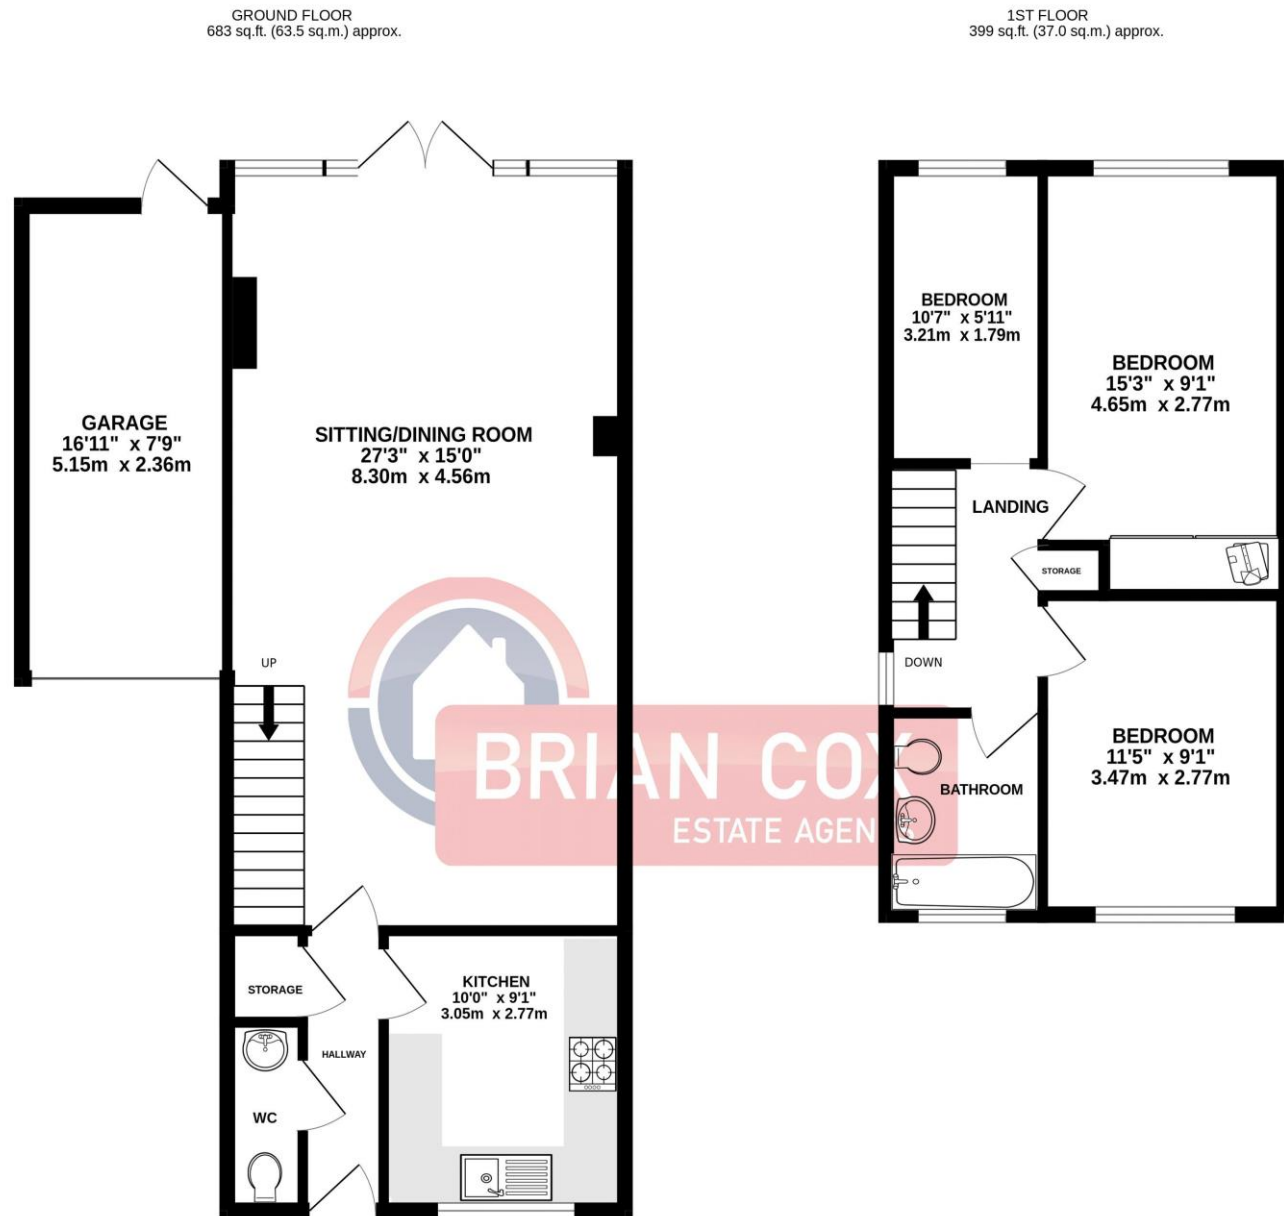 GROUND FLOOR
683 sq.ft. (63.5 sq.m.) approx.
1ST FLOOR
399 sq.ft. (37.0 sq.m.) approx.
GARAGE
16'11" x 7'9"
5.15m x 2.36m
SITTING/DINING ROOM
27'3" x 15'0"
8.30m x 4.56m
UP
STORAGE
HALLWAY
WC
KITCHEN
10'0" x 9'1"
3.05m x 2.77m
BEDROOM
10'7" x 5'11"
3.21m x 1.79m
BEDROOM
15'3" x 9'1"
4.65m x 2.77m
LANDING
STORAGE
DOWN
BEDROOM
11'5" x 9'1"
3.47m x 2.77m
BATHROOM
BRIAN COX
ESTATE AGENTS